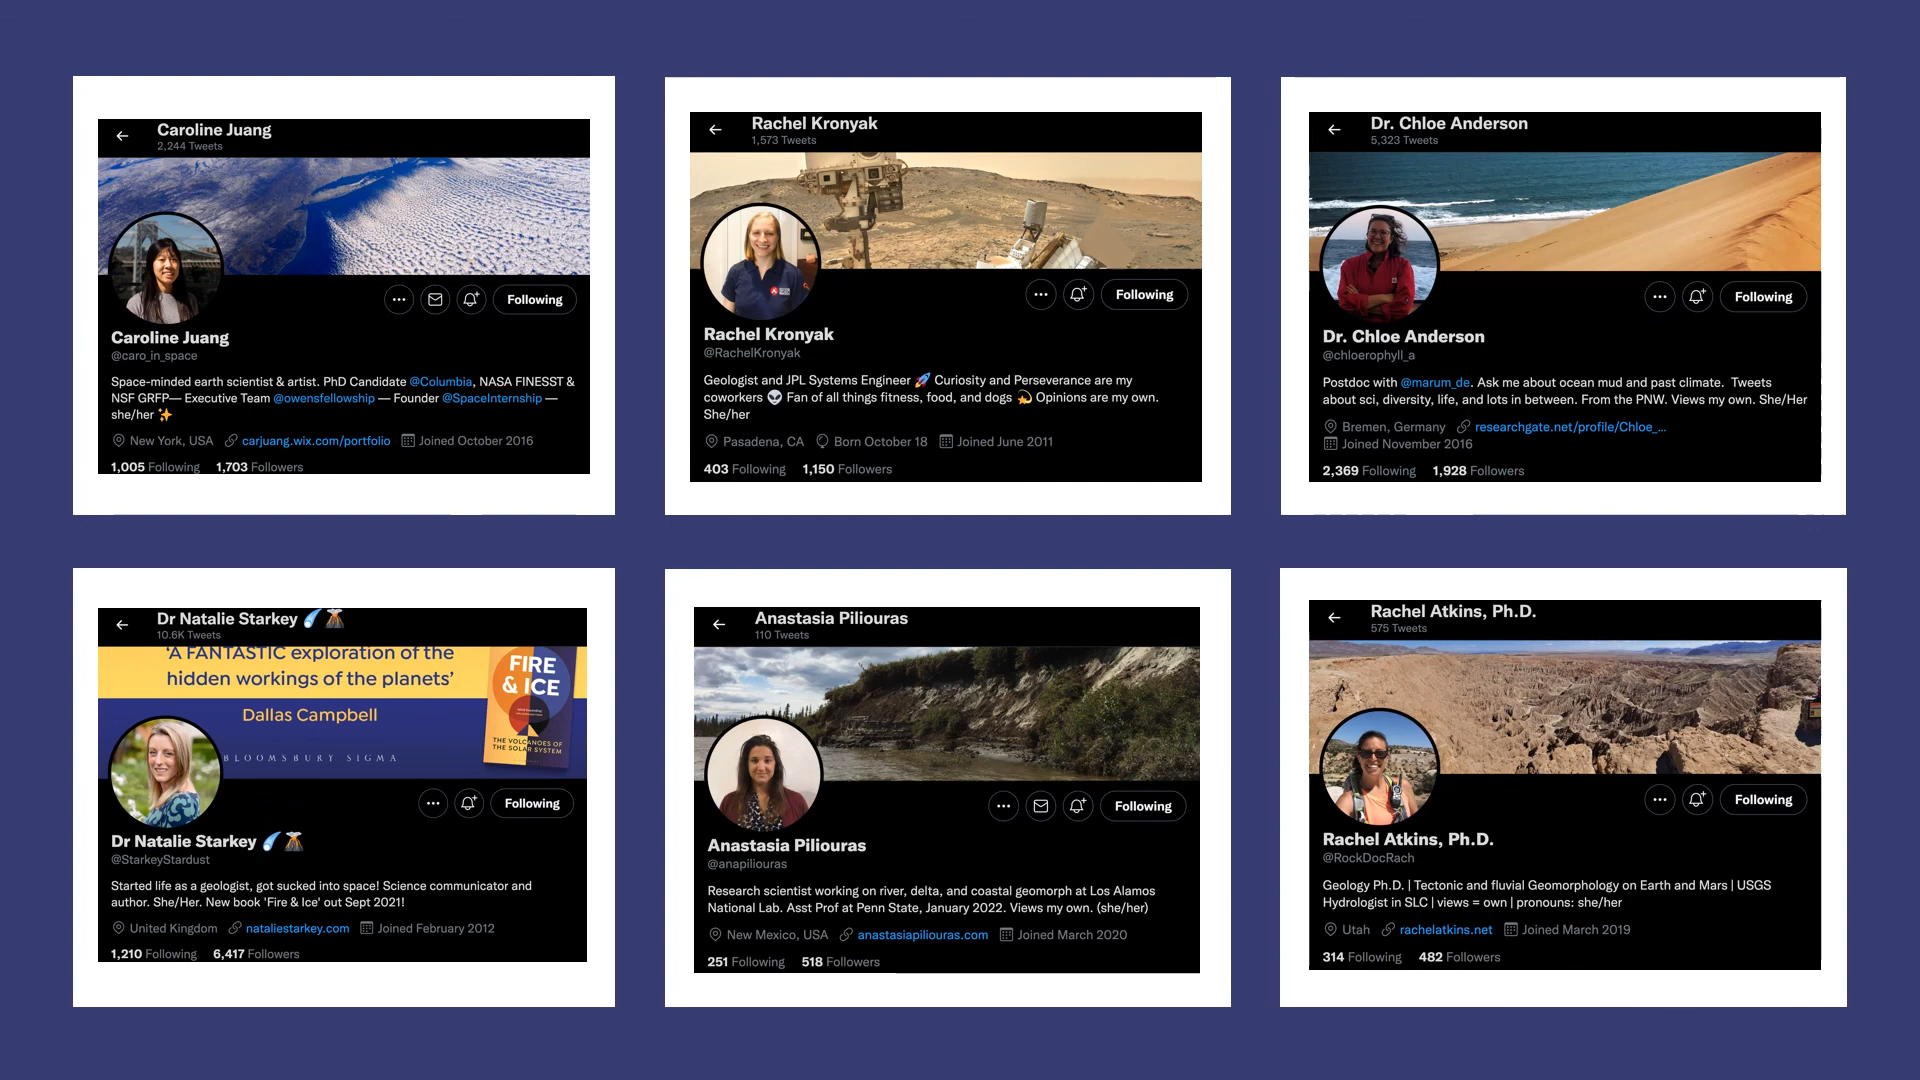 Caroline Juang
2,244 Tweets
Following
Caroline Juang
@caro_in_space
Space-minded earth scientist & artist. PhD Candidate @Columbia, NASA FINESST &
NSF GRFP— Executive Team @owensfellowship — Founder @SpaceInternship —
she/her ✨
New York, USA carjuang.wix.com/portfolio Joined October 2016
1,005 Following 1,703 Followers
Rachel Kronyak
1,573 Tweets
Following
Rachel Kronyak
@RachelKronyak
Geologist and JPL Systems Engineer 🚀 Curiosity and Perseverance are my
coworkers 👽 Fan of all things fitness, food, and dogs 💫 Opinions are my own.
She/her
Pasadena, CA Born October 18 Joined June 2011
403 Following 1,150 Followers
Dr. Chloe Anderson
5,323 Tweets
Following
Dr. Chloe Anderson
@chloerophyll_a
Postdoc with @marum_de. Ask me about ocean mud and past climate. Tweets
about sci, diversity, life, and lots in between. From the PNW. Views my own. She/Her
Bremen, Germany researchgate.net/profile/Chloe_...
Joined November 2016
2,369 Following 1,928 Followers
Dr Natalie Starkey ☄️🌋
10.6K Tweets
'A FANTASTIC exploration of the
hidden workings of the planets'
Dallas Campbell
BLOOMSBURY SIGMA
FIRE
& ICE
THE VOLCANOES OF
THE SOLAR SYSTEM
Following
Dr Natalie Starkey ☄️🌋
@StarkeyStardust
Started life as a geologist, got sucked into space! Science communicator and
author. She/Her. New book 'Fire & Ice' out Sept 2021!
United Kingdom nataliestarkey.com Joined February 2012
1,210 Following 6,417 Followers
Anastasia Piliouras
110 Tweets
Following
Anastasia Piliouras
@anapiliouras
Research scientist working on river, delta, and coastal geomorph at Los Alamos
National Lab. Asst Prof at Penn State, January 2022. Views my own. (she/her)
New Mexico, USA anastasiapiliouras.com Joined March 2020
251 Following 518 Followers
Rachel Atkins, Ph.D.
575 Tweets
Following
Rachel Atkins, Ph.D.
@RockDocRach
Geology Ph.D. | Tectonic and fluvial Geomorphology on Earth and Mars | USGS
Hydrologist in SLC | views = own | pronouns: she/her
Utah rachelatkins.net Joined March 2019
314 Following 482 Followers